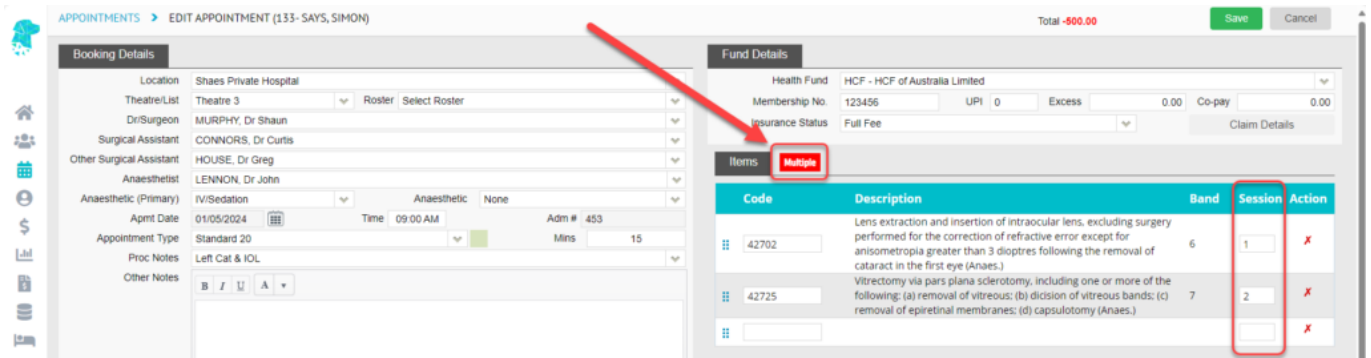 APPOINTMENTS > EDIT APPOINTMENT (133- SAYS, SIMON)
Total -500.00
Save
Cancel
Booking Details
Location Shaes Private Hospital
Theatre/List Theatre 3 Roster Select Roster
Dr/Surgeon MURPHY, Dr Shaun
Surgical Assistant CONNORS, Dr Curtis
Other Surgical Assistant HOUSE, Dr Greg
Anaesthetist LENNON, Dr John
Anaesthetic (Primary) IV/Sedation Anaesthetic None
Apmt Date 01/05/2024 Time 09:00 AM Adm # 453
Appointment Type Standard 20 Mins 15
Proc Notes Left Cat & IOL
Other Notes
B I U A
Fund Details
Health Fund HCF - HCF of Australia Limited
Membership No. 123456 UPI 0 Excess 0.00 Co-pay 0.00
Insurance Status Full Fee Claim Details
Items Multiple
Code Description Band Session Action
Lens extraction and insertion of intraocular lens, excluding surgery
performed for the correction of refractive error except for
42702 anisometropia greater than 3 dioptres following the removal of 6 1 x
cataract in the first eye (Anaes.)
Vitrectomy via pars plana sclerotomy, including one or more of the
42725 following: (a) removal of vitreous; (b) dicision of vitreous bands; (c) 7 2 x
removal of epiretinal membranes; (d) capsulotomy (Anaes.)
x